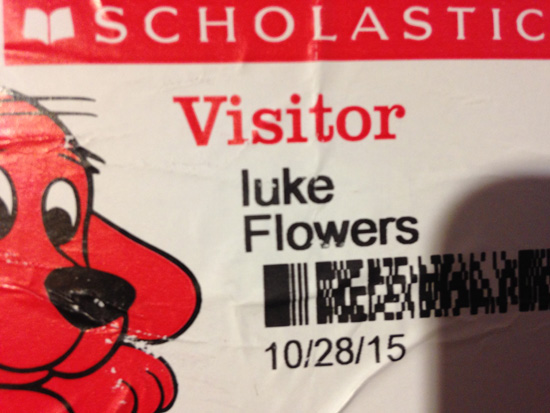 SCHOLASTIC
Visitor
luke
Flowers
10/28/15